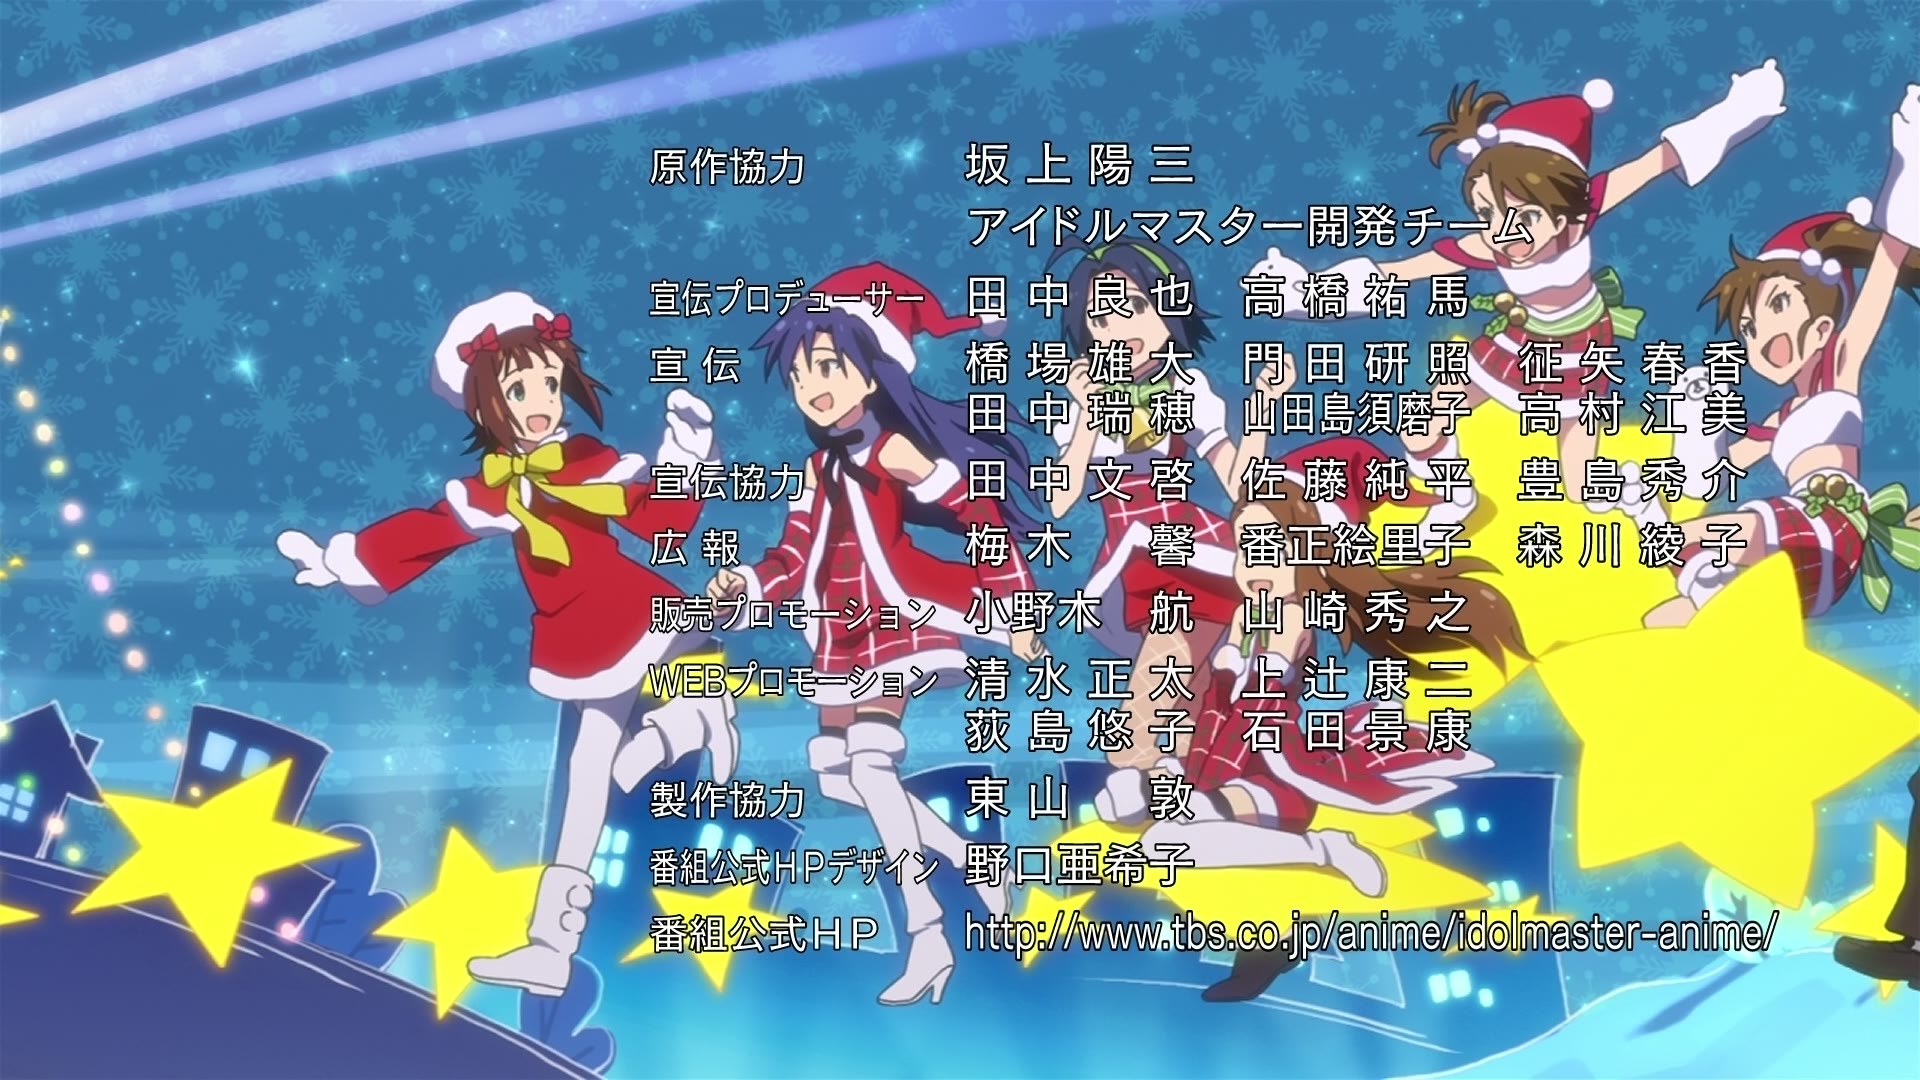 原作協力 坂上陽三
アイドルマスター開発チーム
宣伝プロデューサー 田中良也 高橋祐馬
宣伝 橋場雄大 門田研照 征矢春香
田中瑞穂 山田島須磨子 高村江美
宣伝協力 田中文啓 佐藤純平 豊島秀介
広報 梅木 馨 番正絵里子 森川綾子
販売プロモーション 小野木 航 山崎秀之
WEBプロモーション 清水正太 上辻康二
荻島悠子 石田景康
製作協力 東山 敦
番組公式ＨＰデザイン 野口亜希子
番組公式ＨＰ http://www.tbs.co.jp/anime/idolmaster-anime/